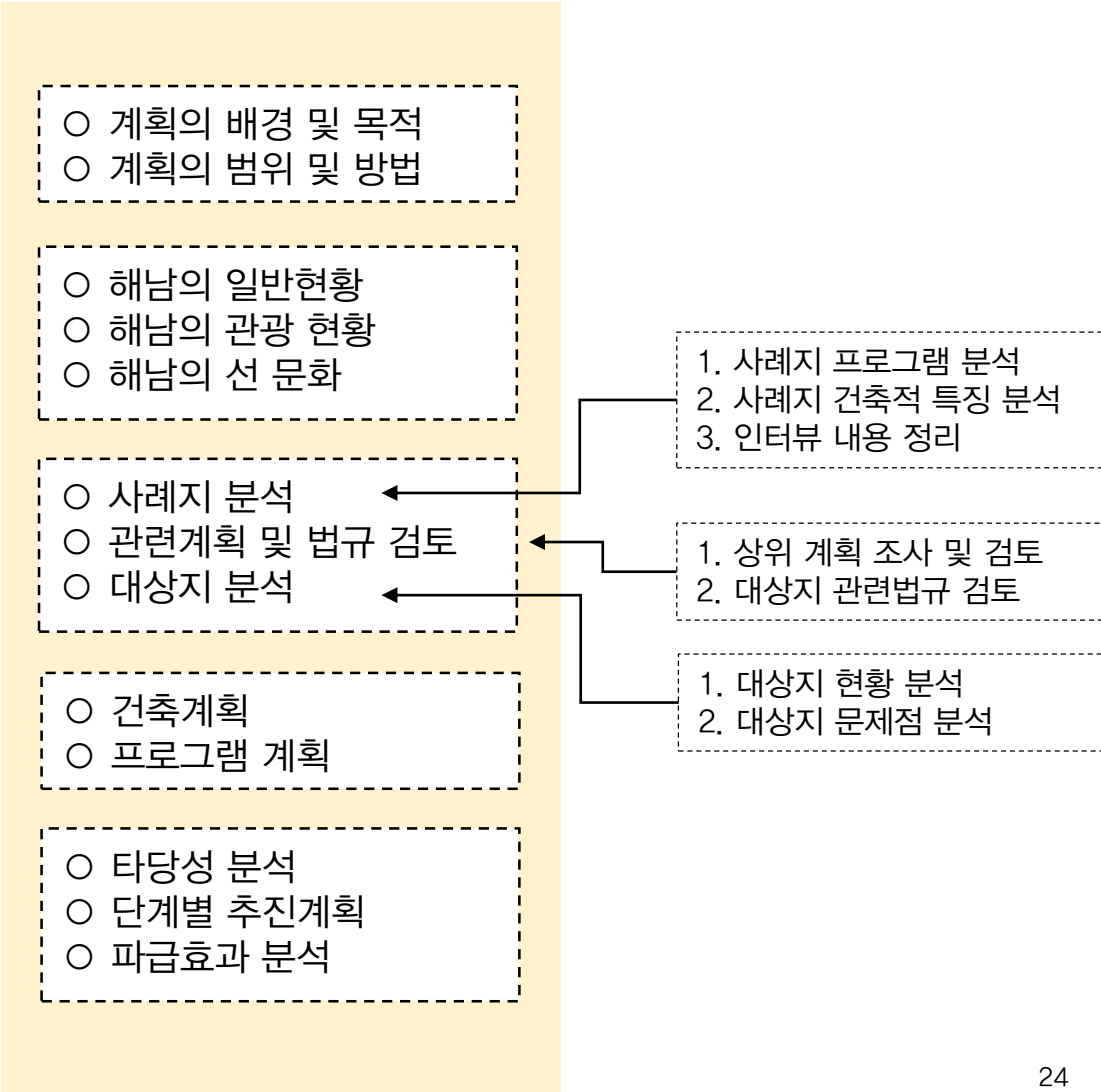 ○ 계획의 배경 및 목적
○ 계획의 범위 및 방법
○ 해남의 일반현황
○ 해남의 관광 현황
○ 해남의 선 문화
○ 사례지 분석
○ 관련계획 및 법규 검토
○ 대상지 분석
○ 건축계획
○ 프로그램 계획
○ 타당성 분석
○ 단계별 추진계획
○ 파급효과 분석
1. 사례지 프로그램 분석
2. 사례지 건축적 특징 분석
3. 인터뷰 내용 정리
1. 상위 계획 조사 및 검토
2. 대상지 관련법규 검토
1. 대상지 현황 분석
2. 대상지 문제점 분석
24